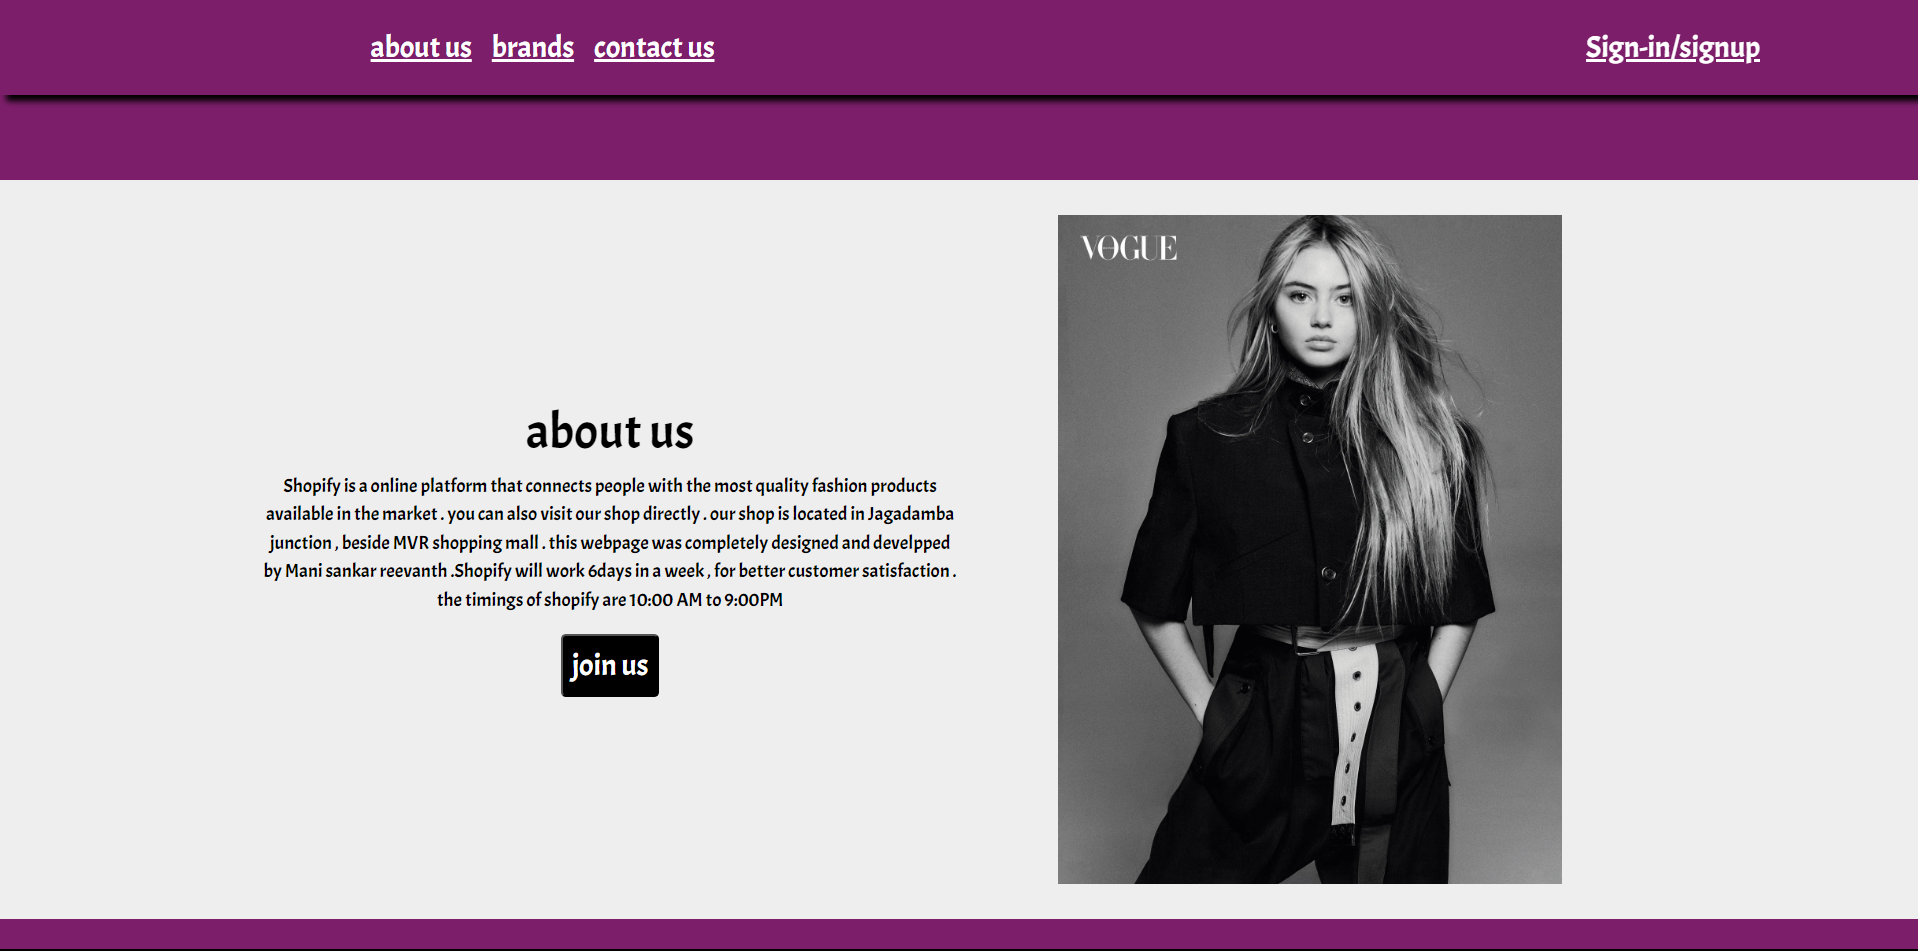 about us brands contact us Sign-in/signup
VOGUE
about us
Shopify is a online platform that connects people with the most quality fashion products
available in the market . you can also visit our shop directly . our shop is located in Jagadamba
junction , beside MVR shopping mall . this webpage was completely designed and develpped
by Mani sankar reevanth .Shopify will work 6days in a week , for better customer satisfaction .
the timings of shopify are 10:00 AM to 9:00PM
join us